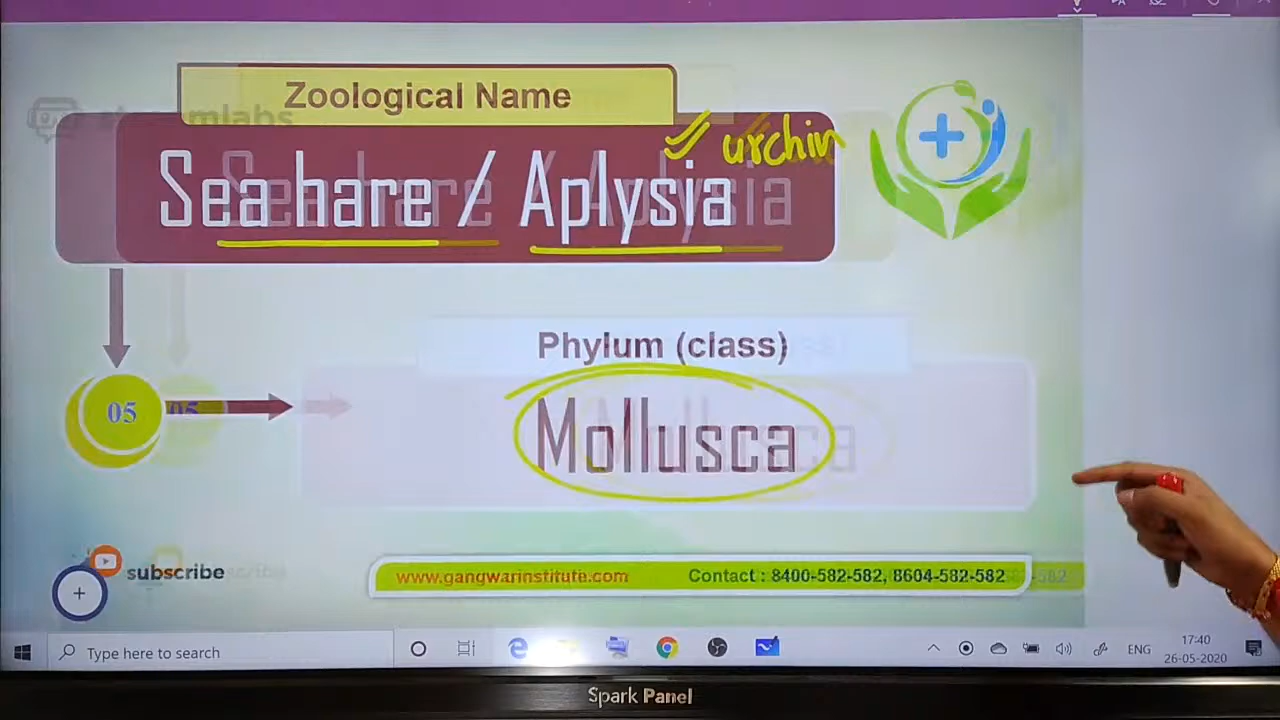 Zoological Name
urchin
Sea hare / Aplysia
Phylum (class)
Mollusca
05
subscribe
www.gangwarinstitute.com
Contact : 8400-582-582, 8604-582-582
Type here to search
ENG
17:40
26-05-2020
Spark Panel